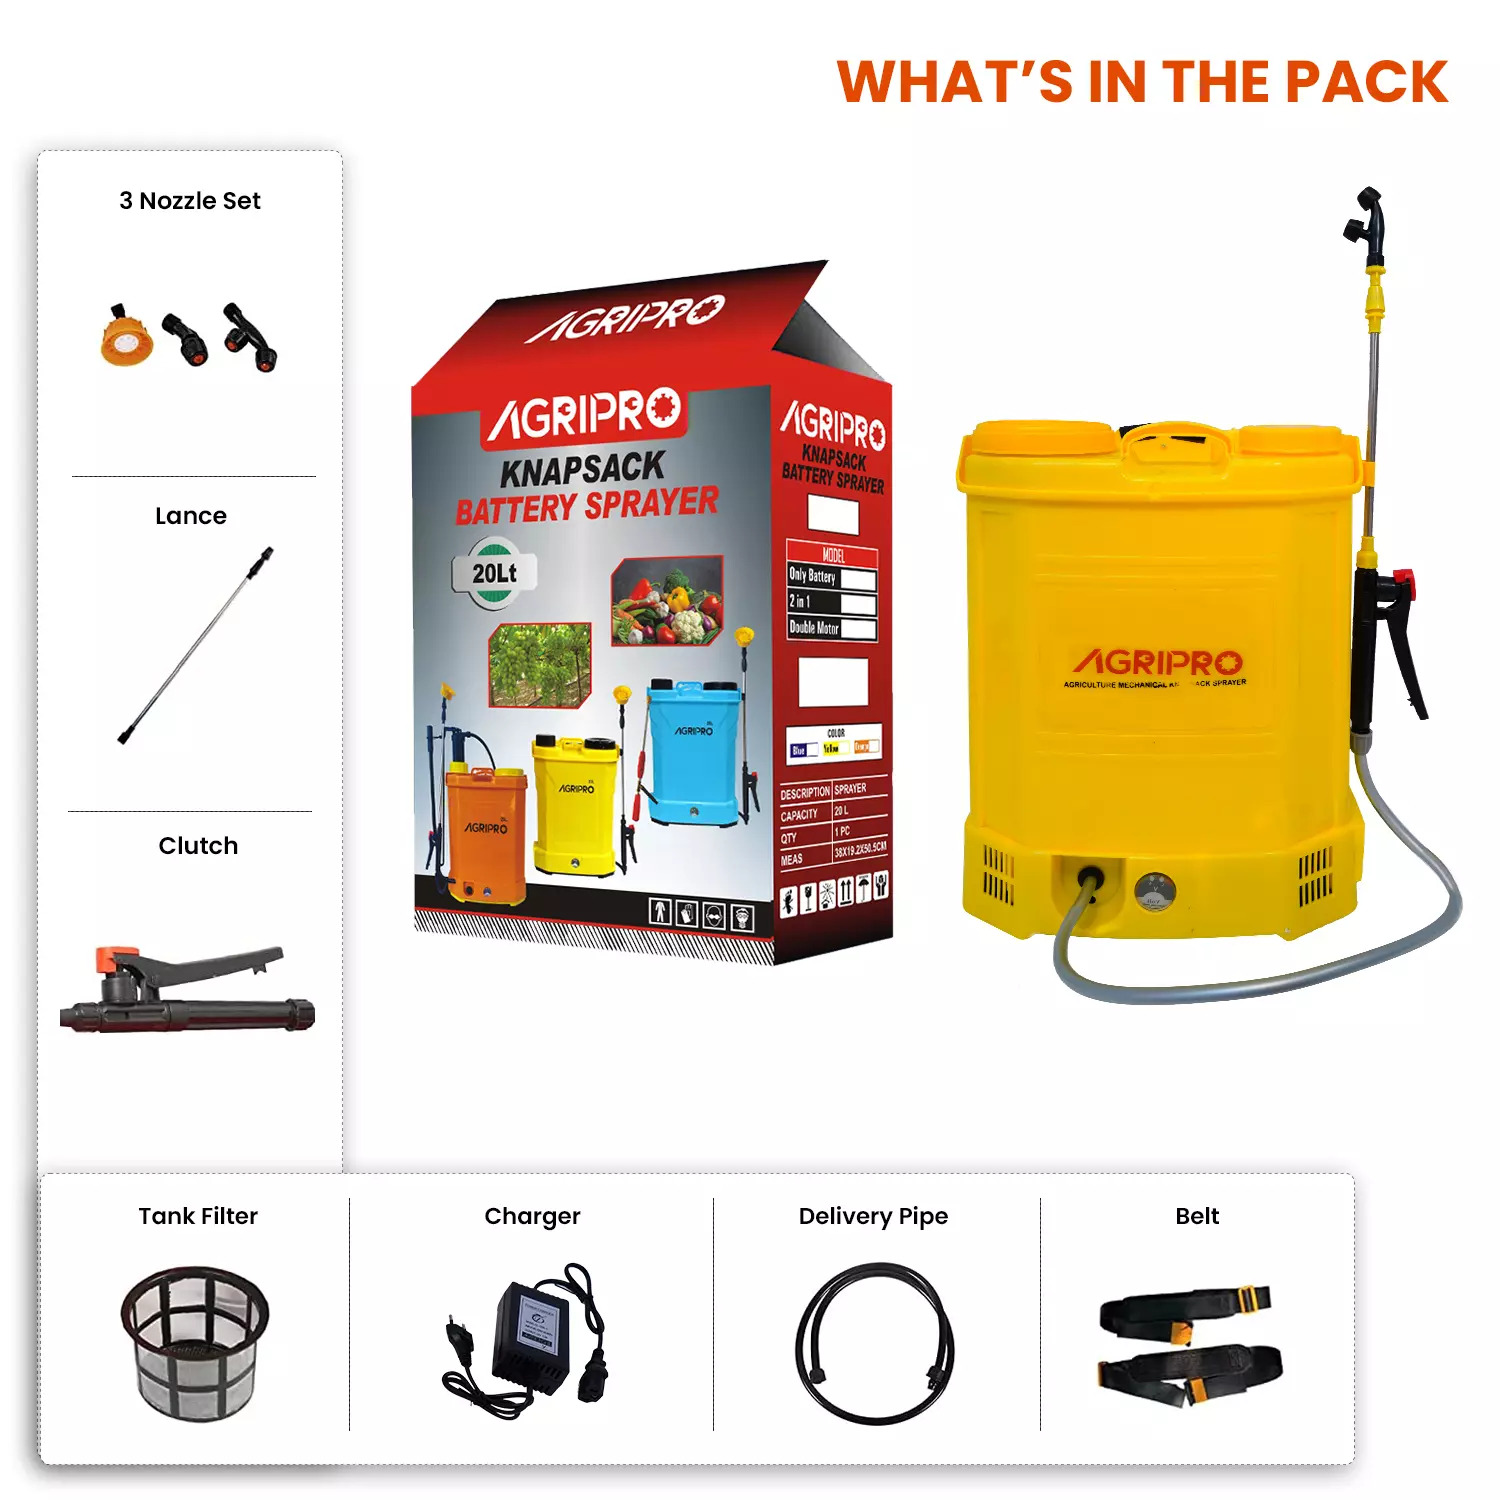 WHAT'S IN THE PACK
3 Nozzle Set
Lance
Clutch
AGRIPRO
AGRIPRO
KNAPSACK
BATTERY SPRAYER
20Lt
AGRIPRO
AGRIPRO
AGRIPRO
AGRIPRO
KNAPSACK
BATTERY SPRAYER
MODEL
Only Battery
2 in 1
Double Motor
COLOR
Blue Yellow Orange
DESCRIPTION SPRAYER
CAPACITY 20 L
QTY 1 PC
MEAS 38X19.2X50.5CM
AGRIPRO
AGRICULTURE MECHANICAL SPRAYER
Tank Filter
Charger
Delivery Pipe
Belt